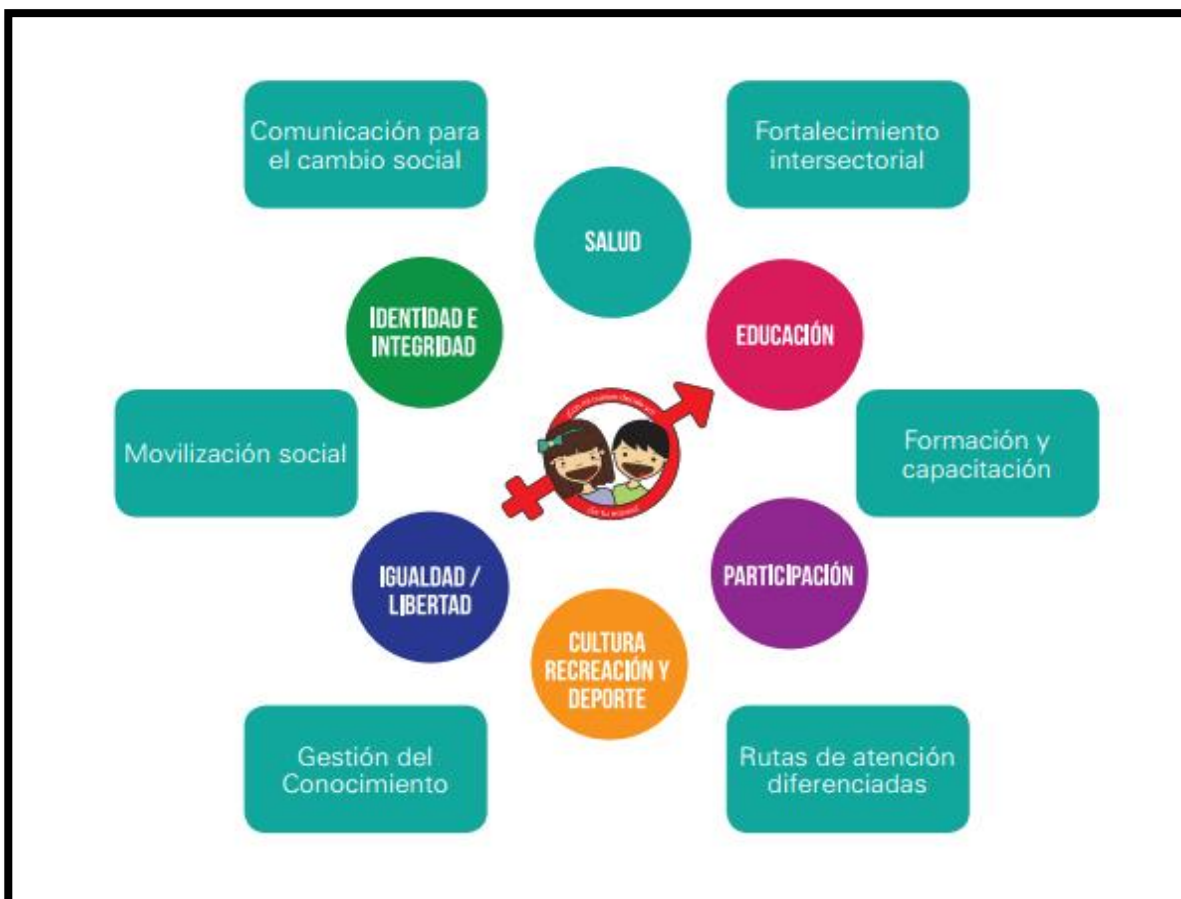 Comunicación para
el cambio social
Fortalecimiento
intersectorial
SALUD
IDENTIDAD E
INTEGRIDAD
EDUCACIÓN
Movilización social
Formación y
capacitación
IGUALDAD /
LIBERTAD
PARTICIPACIÓN
CULTURA
RECREACIÓN Y
DEPORTE
Gestión del
Conocimiento
Rutas de atención
diferenciadas